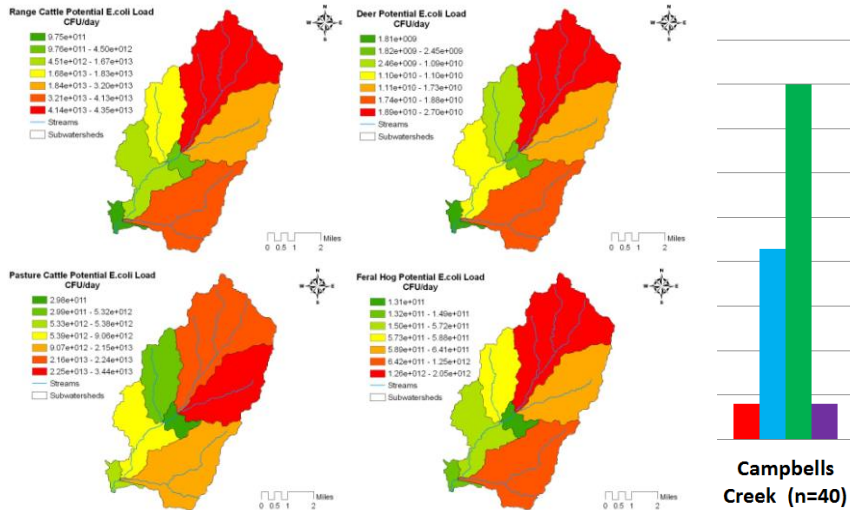 Range Cattle Potential E.coli Load
CFU/day
9.75e+011
9.76e+011 - 4.50e+012
4.51e+012 - 1.67e+013
1.68e+013 - 1.83e+013
1.84e+013 - 3.20e+013
3.21e+013 - 4.13e+013
4.14e+013 - 4.35e+013
Streams
Subwatersheds
N
W E
S
Miles
0 0.5 1 2
Deer Potential E.coli Load
CFU/day
1.81e+009
1.82e+009 - 2.45e+009
2.46e+009 - 1.09e+010
1.10e+010 - 1.10e+010
1.11e+010 - 1.73e+010
1.74e+010 - 1.88e+010
1.89e+010 - 2.70e+010
Streams
Subwatersheds
N
W E
S
Miles
0 0.5 1 2
Pasture Cattle Potential E.coli Load
CFU/day
2.98e+011
2.99e+011 - 5.32e+012
5.33e+012 - 5.38e+012
5.39e+012 - 9.06e+012
9.07e+012 - 2.15e+013
2.16e+013 - 2.24e+013
2.25e+013 - 3.44e+013
Streams
Subwatersheds
N
W E
S
Miles
0 0.5 1 2
Feral Hog Potential E.coli Load
CFU/day
1.31e+011
1.32e+011 - 1.49e+011
1.50e+011 - 5.72e+011
5.73e+011 - 5.88e+011
5.89e+011 - 6.41e+011
6.42e+011 - 1.25e+012
1.26e+012 - 2.05e+012
Streams
Subwatersheds
N
W E
S
Miles
0 0.5 1 2
Campbells
Creek (n=40)